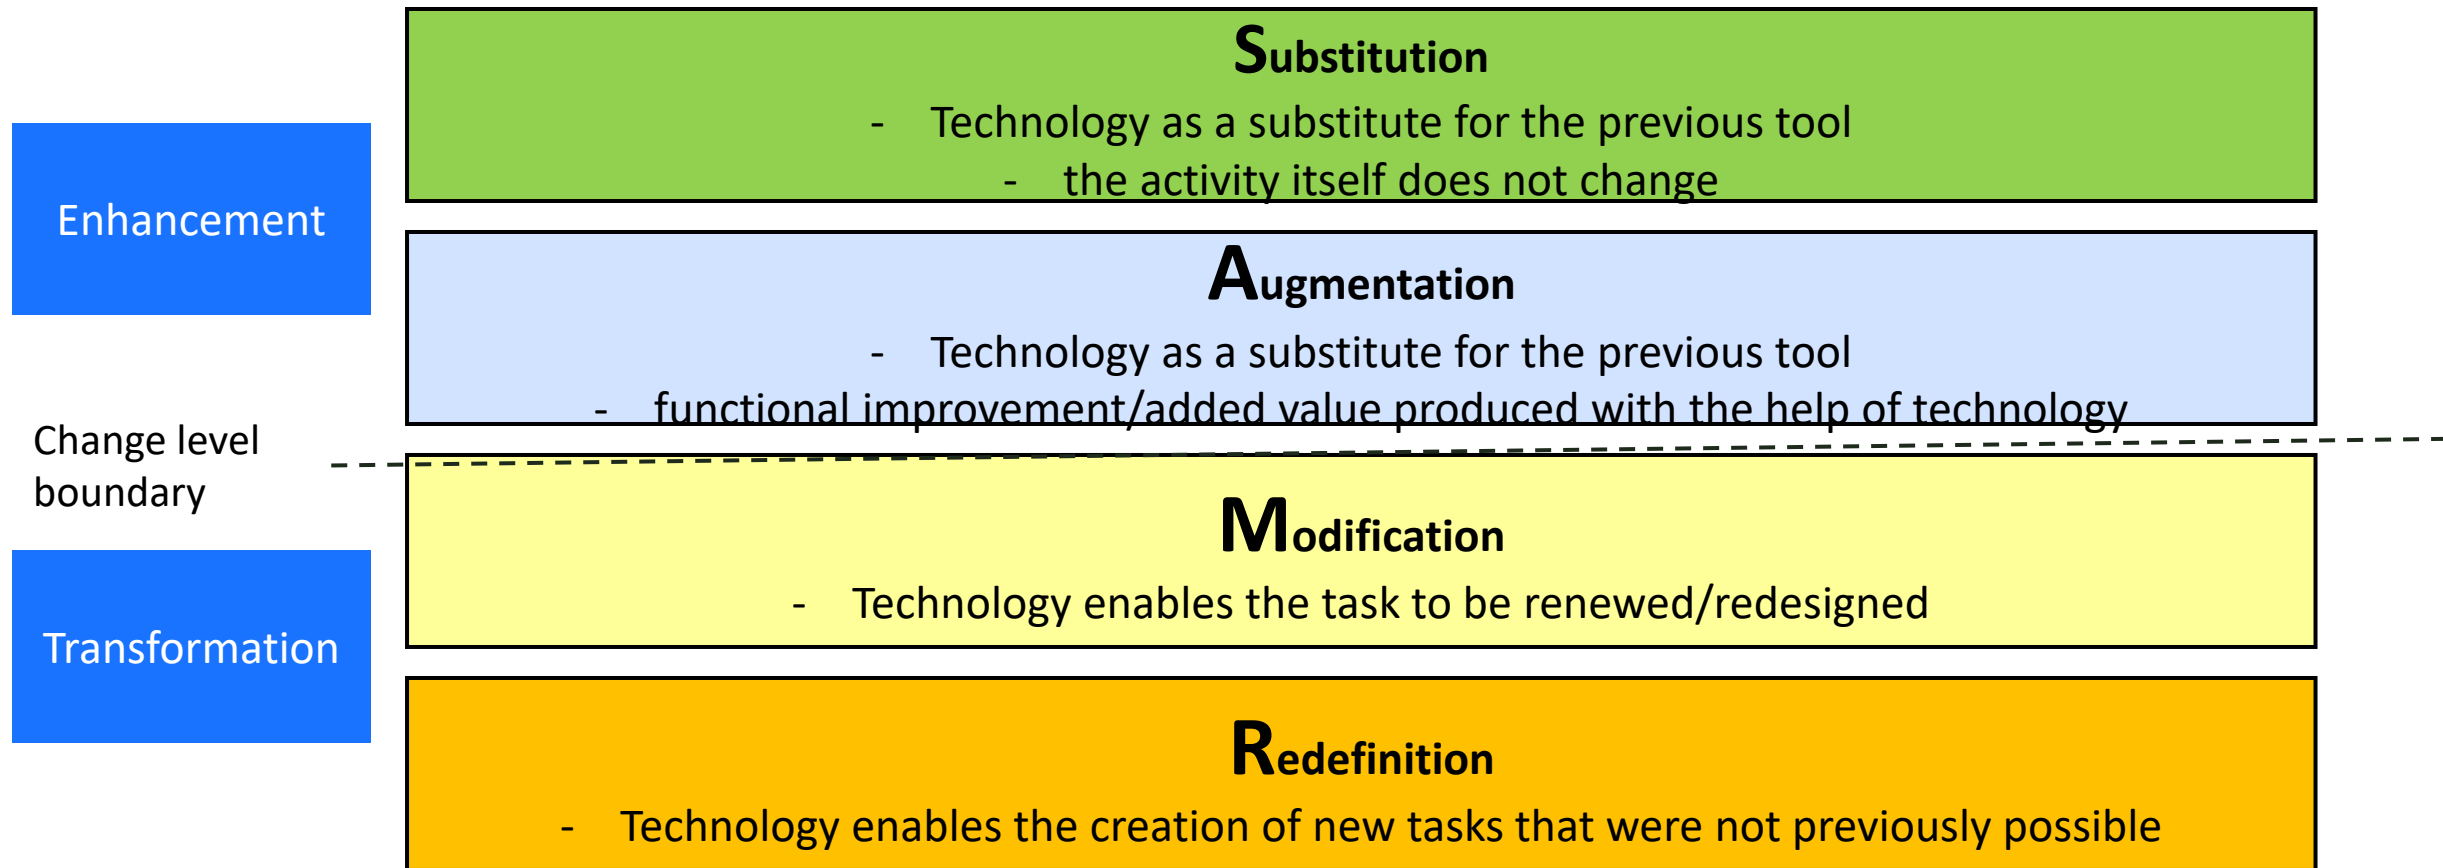 Substitution
- Technology as a substitute for the previous tool
- the activity itself does not change
Enhancement
Augmentation
- Technology as a substitute for the previous tool
- functional improvement/added value produced with the help of technology
Change level
boundary
Modification
- Technology enables the task to be renewed/redesigned
Transformation
Redefinition
- Technology enables the creation of new tasks that were not previously possible